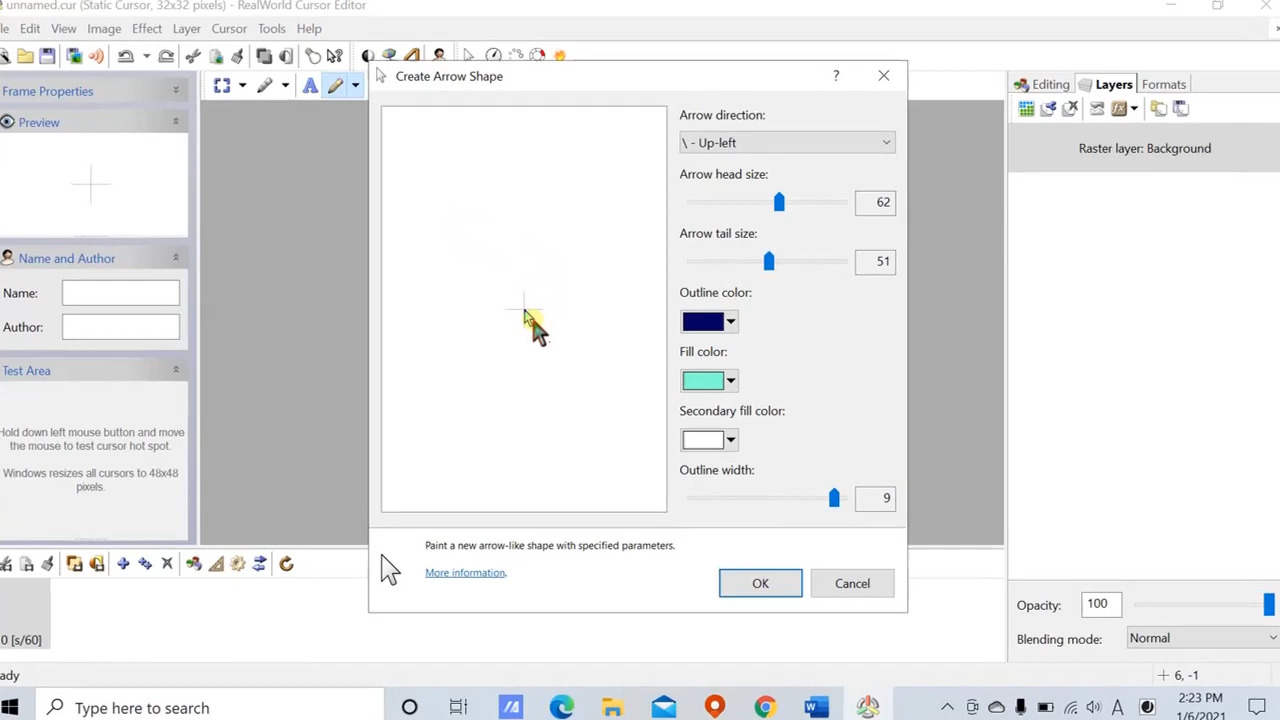 unnamed.cur (Static Cursor, 32x32 pixels) - RealWorld Cursor Editor
Edit View Image Effect Layer Cursor Tools Help
Frame Properties
Preview
Name and Author
Name:
Author:
Test Area
Hold down left mouse button and move
the mouse to test cursor hot spot.
Windows resizes all cursors to 48x48
pixels.
0 [s/60]
Create Arrow Shape
?
Arrow direction:
\ - Up-left
Arrow head size:
62
Arrow tail size:
51
Outline color:
Fill color:
Secondary fill color:
Outline width:
9
Paint a new arrow-like shape with specified parameters.
More information.
OK Cancel
Editing Layers Formats
Raster layer: Background
Opacity: 100
Blending mode: Normal
6, -1
Type here to search
2:23 PM
1/6/2021